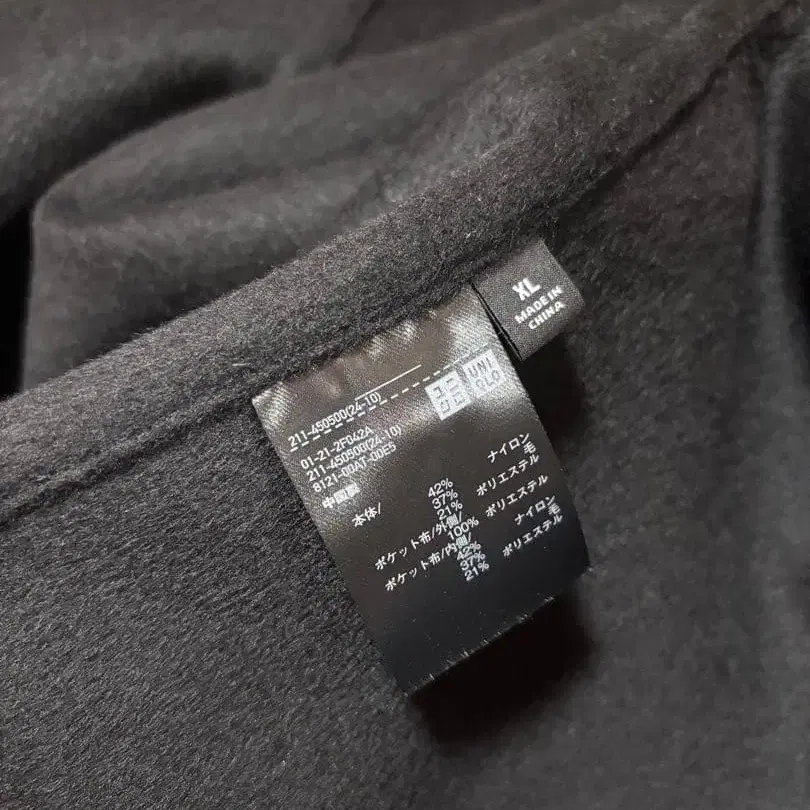 XL
MADE IN
CHINA
UNI
QLO
211-450500(24-10)
01-21-2F042A
211-450500(24-10)
8121-00AT-00E5
中国製
本体/ 42% ナイロン
37% 毛
21% ポリエステル
ポケット布/外側/ 100% ポリエステル
ポケット布/内側/ 42% ナイロン
37% 毛
21% ポリエステル